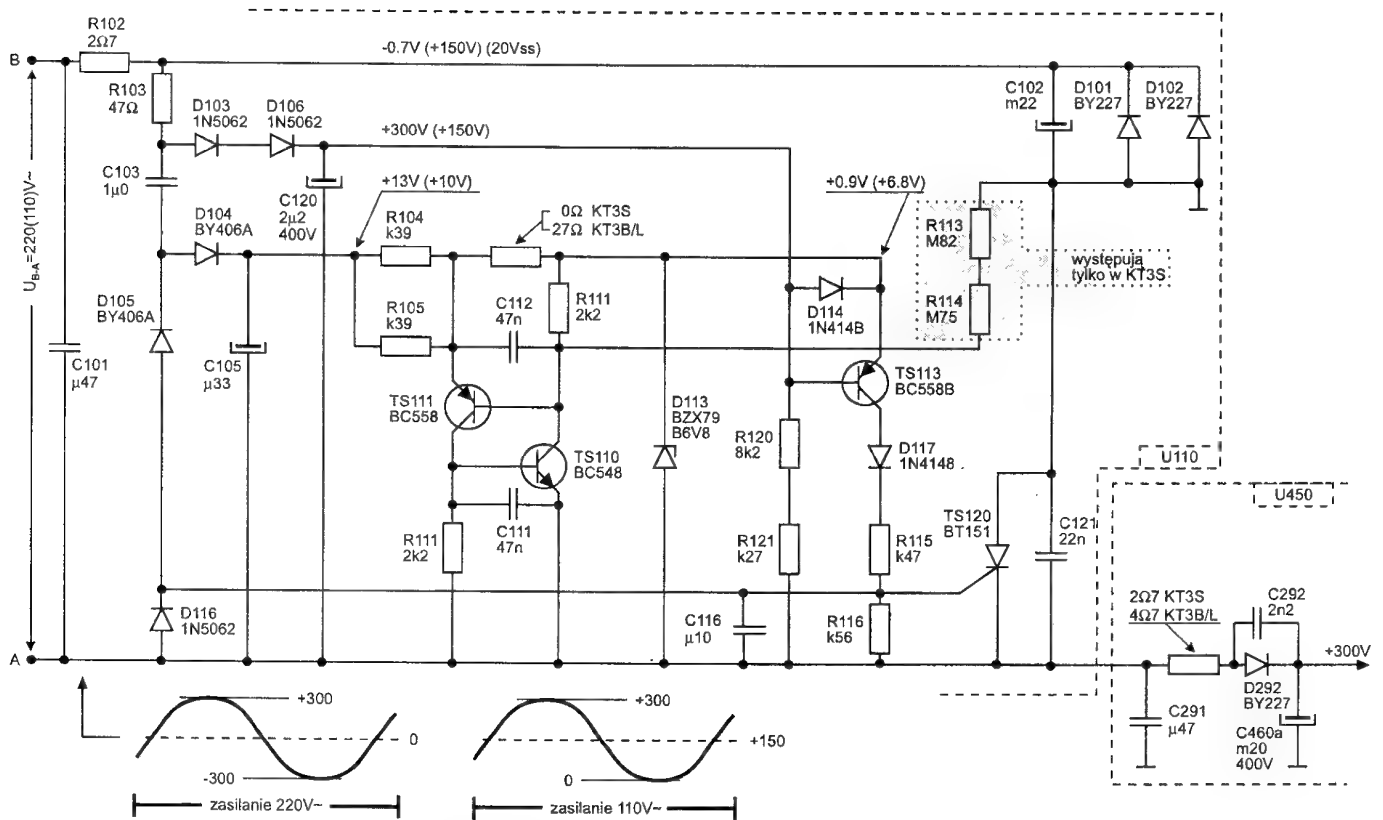 R102
2Ω7
B
-0.7V (+150V) (20Vss)
R103
47Ω
D103
1N5062
D106
1N5062
C102
m22
D101
BY227
D102
BY227
+300V (+150V)
C103
1µ0
+13V (+10V)
+0.9V (+6.8V)
C120
2µ2
400V
D104
BY406A
R104
k39
0Ω KT3S
27Ω KT3B/L
R113
M82
występują
tylko w KT3S
U_B-A=220(110)V~
D105
BY406A
R105
k39
C112
47n
R111
2k2
D114
1N414B
R114
M75
C101
µ47
C105
µ33
TS111
BC558
D113
BZX79
B6V8
TS113
BC558B
R120
8k2
D117
1N4148
TS110
BC548
U110
U450
R111
2k2
C111
47n
R121
k27
R115
k47
TS120
BT151
C121
22n
D116
1N5062
C116
µ10
R116
k56
2Ω7 KT3S
4Ω7 KT3B/L
C292
2n2
A
+300V
D292
BY227
C291
µ47
C460a
m20
400V
+300
0
-300
zasilanie 220V~
+300
+150
0
zasilanie 110V~